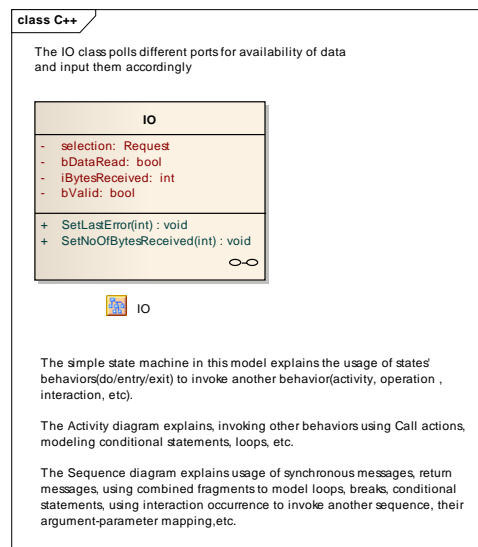 class C++
The IO class polls different ports for availability of data
and input them accordingly
IO
- selection: Request
- bDataRead: bool
- iBytesReceived: int
- bValid: bool
+ SetLastError(int) : void
+ SetNoOfBytesReceived(int) : void
IO
The simple state machine in this model explains the usage of states'
behaviors(do/entry/exit) to invoke another behavior(activity, operation ,
interaction, etc).
The Activity diagram explains, invoking other behaviors using Call actions,
modeling conditional statements, loops, etc.
The Sequence diagram explains usage of synchronous messages, return
messages, using combined fragments to model loops, breaks, conditional
statements, using interaction occurrence to invoke another sequence, their
argument-parameter mapping,etc.